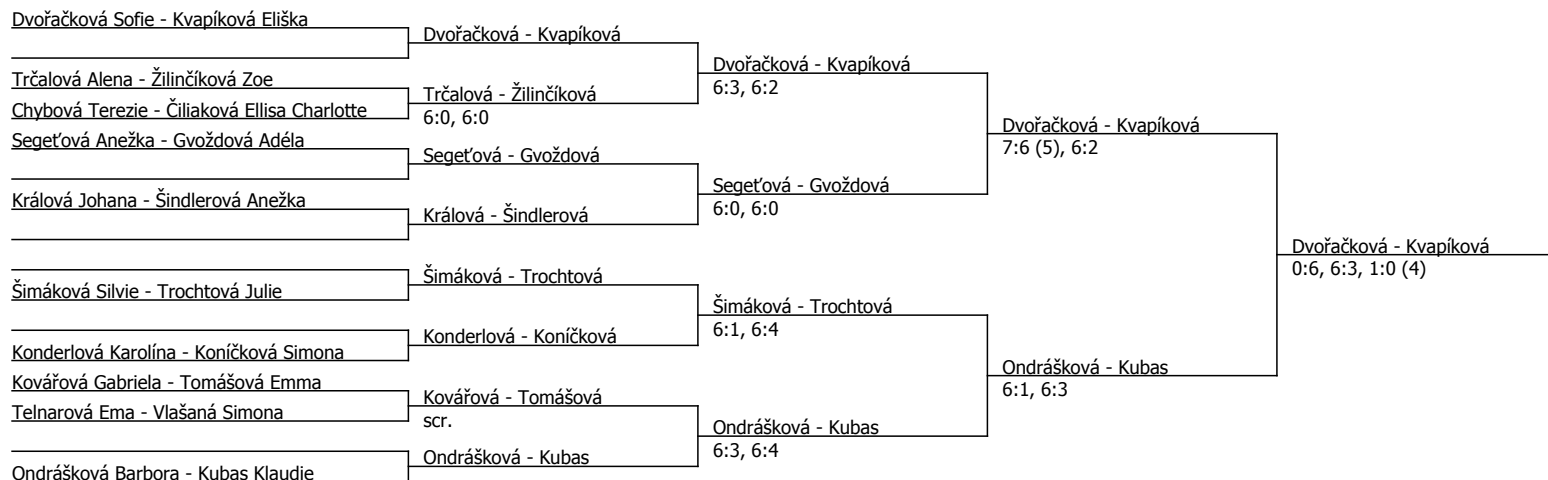 Dvořačková Sofie - Kvapíková Eliška
Dvořačková - Kvapíková
Dvořačková - Kvapíková
6:3, 6:2
Trčalová Alena - Žilinčíková Zoe
Trčalová - Žilinčíková
6:0, 6:0
Chybová Terezie - Čiliaková Ellisa Charlotte
Dvořačková - Kvapíková
7:6 (5), 6:2
Segeťová Anežka - Gvoždová Adéla
Segeťová - Gvoždová
Segeťová - Gvoždová
6:0, 6:0
Králová Johana - Šindlerová Anežka
Králová - Šindlerová
Dvořačková - Kvapíková
0:6, 6:3, 1:0 (4)
Šimáková - Trochtová
Šimáková Silvie - Trochtová Julie
Šimáková - Trochtová
6:1, 6:4
Konderlová - Koníčková
Konderlová Karolína - Koníčková Simona
Ondrášková - Kubas
6:1, 6:3
Kovářová Gabriela - Tomášová Emma
Kovářová - Tomášová
scr.
Telnarová Ema - Vlašaná Simona
Ondrášková - Kubas
6:3, 6:4
Ondrášková - Kubas
Ondrášková Barbora - Kubas Klaudie